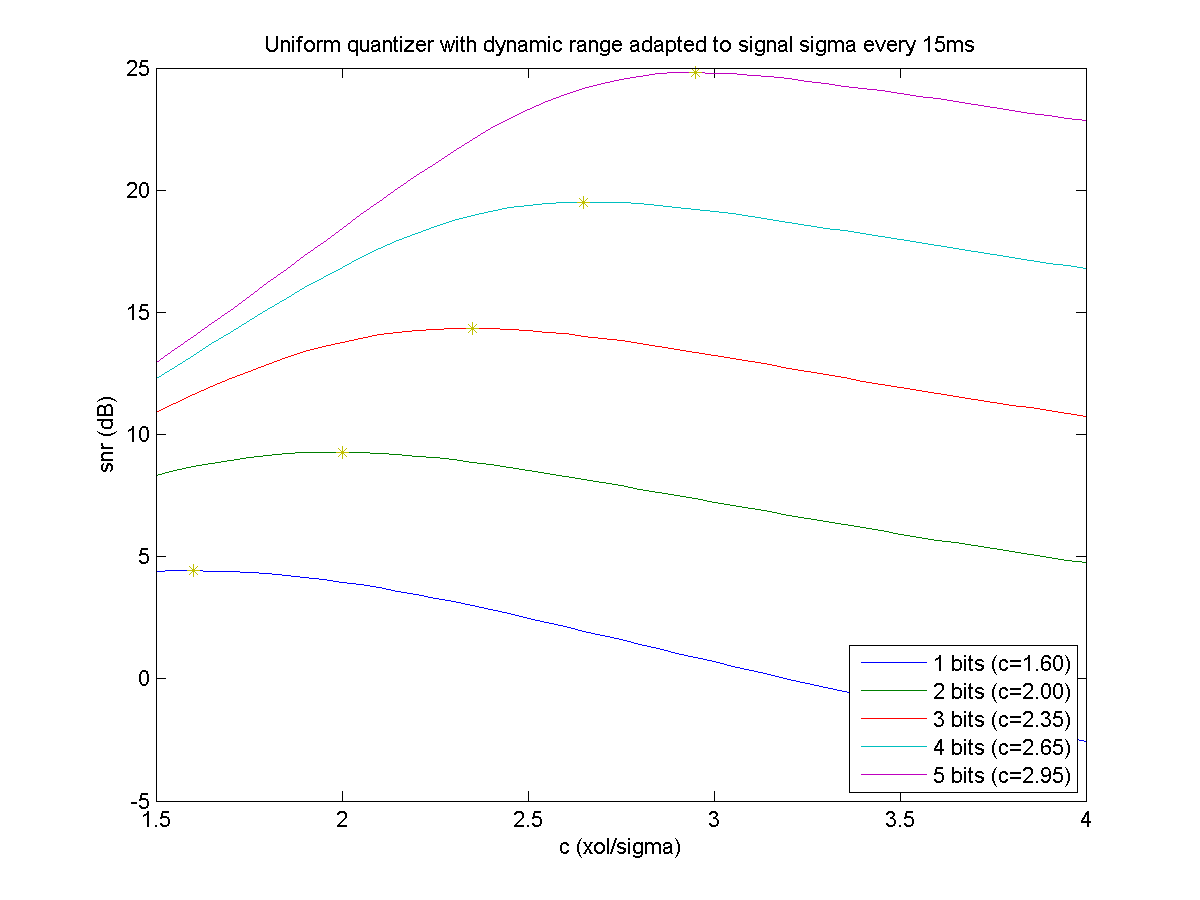 Uniform quantizer with dynamic range adapted to signal sigma every 15ms
25
20
15
10
5
0
-5
snr (dB)
1.5
2
2.5
3
3.5
4
c (xol/sigma)
1 bits (c=1.60)
2 bits (c=2.00)
3 bits (c=2.35)
4 bits (c=2.65)
5 bits (c=2.95)